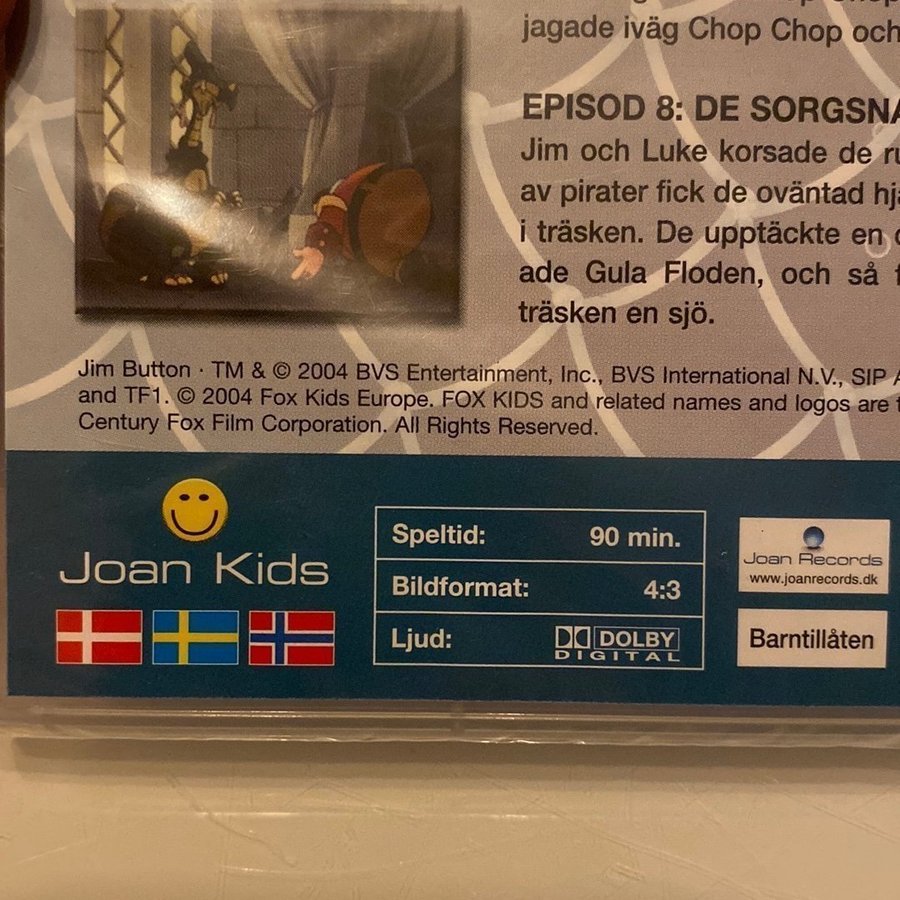 jagade iväg Chop Chop och
EPISOD 8: DE SORGSNA
Jim och Luke korsade de
av pirater fick de oväntad
i träsken. De upptäckte en
ade Gula Floden, och så
träsken en sjö.
Jim Button · TM & © 2004 BVS Entertainment, Inc., BVS International N.V., SIP
and TF1. © 2004 Fox Kids Europe. FOX KIDS and related names and logos are
Century Fox Film Corporation. All Rights Reserved.
Joan Kids
Speltid: 90 min.
Bildformat: 4:3
Ljud: DOLBY
DIGITAL
Joan Records
www.joanrecords.dk
Barntillåten